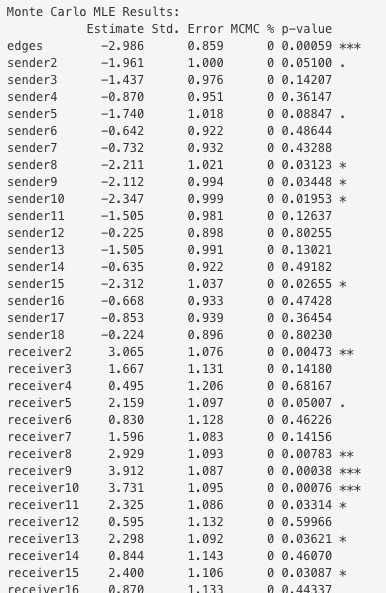 Monte Carlo MLE Results:
Estimate Std. Error MCMC % p-value
edges -2.986 0.859 0 0.00059 ***
sender2 -1.961 1.000 0 0.05100 .
sender3 -1.437 0.976 0 0.14207
sender4 -0.870 0.951 0 0.36147
sender5 -1.740 1.018 0 0.08847 .
sender6 -0.642 0.922 0 0.48644
sender7 -0.732 0.932 0 0.43288
sender8 -2.211 1.021 0 0.03123 *
sender9 -2.112 0.994 0 0.03448 *
sender10 -2.347 0.999 0 0.01953 *
sender11 -1.505 0.981 0 0.12637
sender12 -0.225 0.898 0 0.80255
sender13 -1.505 0.991 0 0.13021
sender14 -0.635 0.922 0 0.49182
sender15 -2.312 1.037 0 0.02655 *
sender16 -0.668 0.933 0 0.47428
sender17 -0.853 0.939 0 0.36454
sender18 -0.224 0.896 0 0.80230
receiver2 3.065 1.076 0 0.00473 **
receiver3 1.667 1.131 0 0.14180
receiver4 0.495 1.206 0 0.68167
receiver5 2.159 1.097 0 0.05007 .
receiver6 0.830 1.128 0 0.46226
receiver7 1.596 1.083 0 0.14156
receiver8 2.929 1.093 0 0.00783 **
receiver9 3.912 1.087 0 0.00038 ***
receiver10 3.731 1.095 0 0.00076 ***
receiver11 2.325 1.086 0 0.03314 *
receiver12 0.595 1.132 0 0.59966
receiver13 2.298 1.092 0 0.03621 *
receiver14 0.844 1.143 0 0.46070
receiver15 2.400 1.106 0 0.03087 *
receiver16 0.870 1.133 0 0.44337